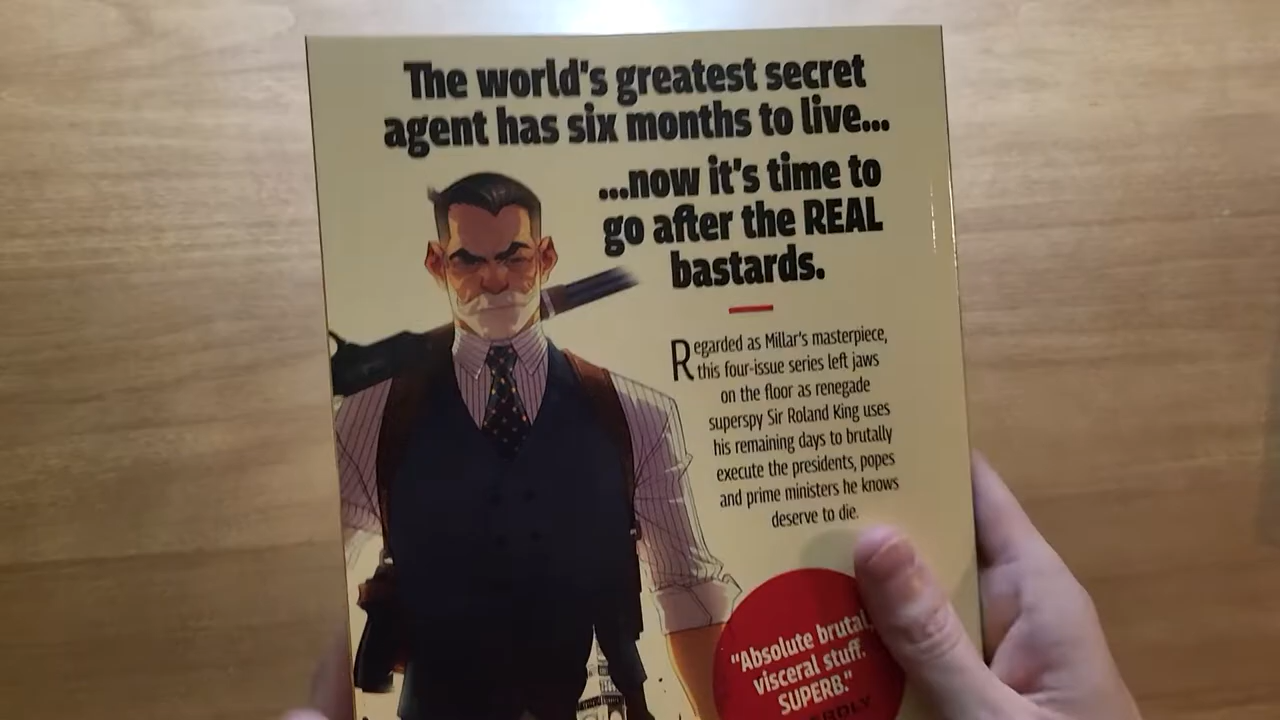 The world's greatest secret
agent has six months to live...
...now it's time to
go after the REAL
bastards.
Regarded as Millar's masterpiece,
this four-issue series left jaws
on the floor as renegade
superspy Sir Roland King uses
his remaining days to brutally
execute the presidents, popes
and prime ministers he knows
deserve to die.
"Absolute brutal,
visceral stuff.
SUPERB."